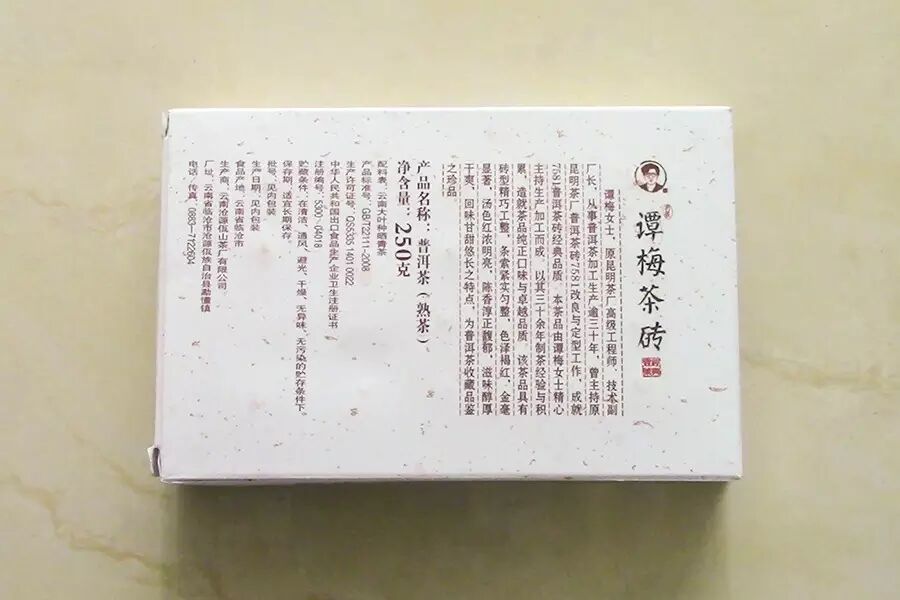 谭梅茶砖
谭梅女士，原昆明茶厂高级工程师，技术副
厂长，从事普洱茶加工生产逾三十年，曾主持原
昆明茶厂普洱茶砖7581改良与定型工作，成就
7581普洱茶砖经典品质。本茶品由谭梅女士精心
主持生产加工而成，以其三十余年制茶经验与积
累，造就茶品纯正口味与卓越品质。该茶品具有
砖型精巧工整，条索紧实匀整，色泽褐红，金毫
显著，汤色红浓明亮，陈香淳正馥郁，滋味醇厚
干爽，回味甘甜悠长之特点，为普洱茶收藏品鉴
之珍品
产品名称：普洱茶（熟茶）
净含量：250克
配料表：云南大叶种晒青茶
产品标准号：GB/T22111-2008
生产许可证号：QS5335 1401 0022
中华人民共和国出口食品生产企业卫生注册证书
注册编号：5300/04018
贮藏条件：在清洁、通风、避光、干燥、无异味、无污染的贮存条件下。
保存期：适宜长期保存。
批号：见内包装
生产日期：见内包装
食品产地：云南省临沧市
生产商：云南沧源佤山茶厂有限公司
厂址：云南省临沧市沧源佤族自治县勐懂镇
电话/传真：0883—7122604